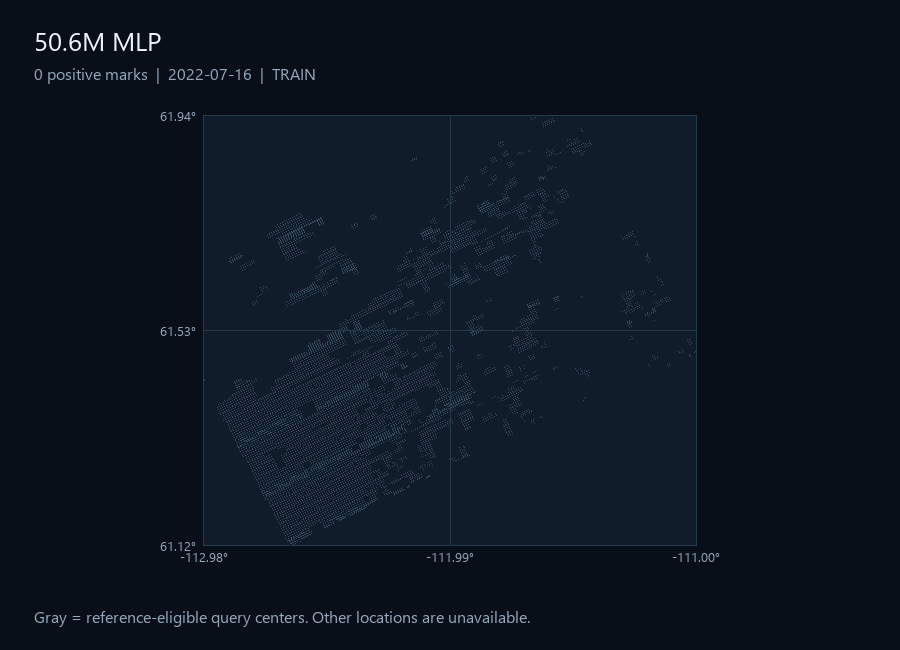 50.6M MLP
0 positive marks | 2022-07-16 | TRAIN
61.94°
61.53°
61.12°
-112.98°
-111.99°
-111.00°
Gray = reference-eligible query centers. Other locations are unavailable.